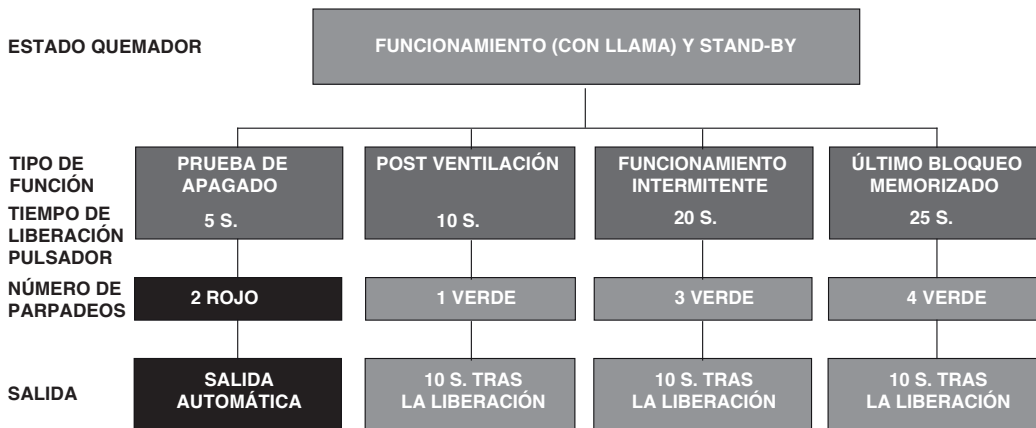 ESTADO QUEMADOR
FUNCIONAMIENTO (CON LLAMA) Y STAND-BY
TIPO DE
FUNCIÓN
PRUEBA DE
APAGADO
POST VENTILACIÓN
FUNCIONAMIENTO
INTERMITENTE
ÚLTIMO BLOQUEO
MEMORIZADO
TIEMPO DE
LIBERACIÓN
PULSADOR
5 S.
10 S.
20 S.
25 S.
NÚMERO DE
PARPADEOS
2 ROJO
1 VERDE
3 VERDE
4 VERDE
SALIDA
SALIDA
AUTOMÁTICA
10 S. TRAS
LA LIBERACIÓN
10 S. TRAS
LA LIBERACIÓN
10 S. TRAS
LA LIBERACIÓN